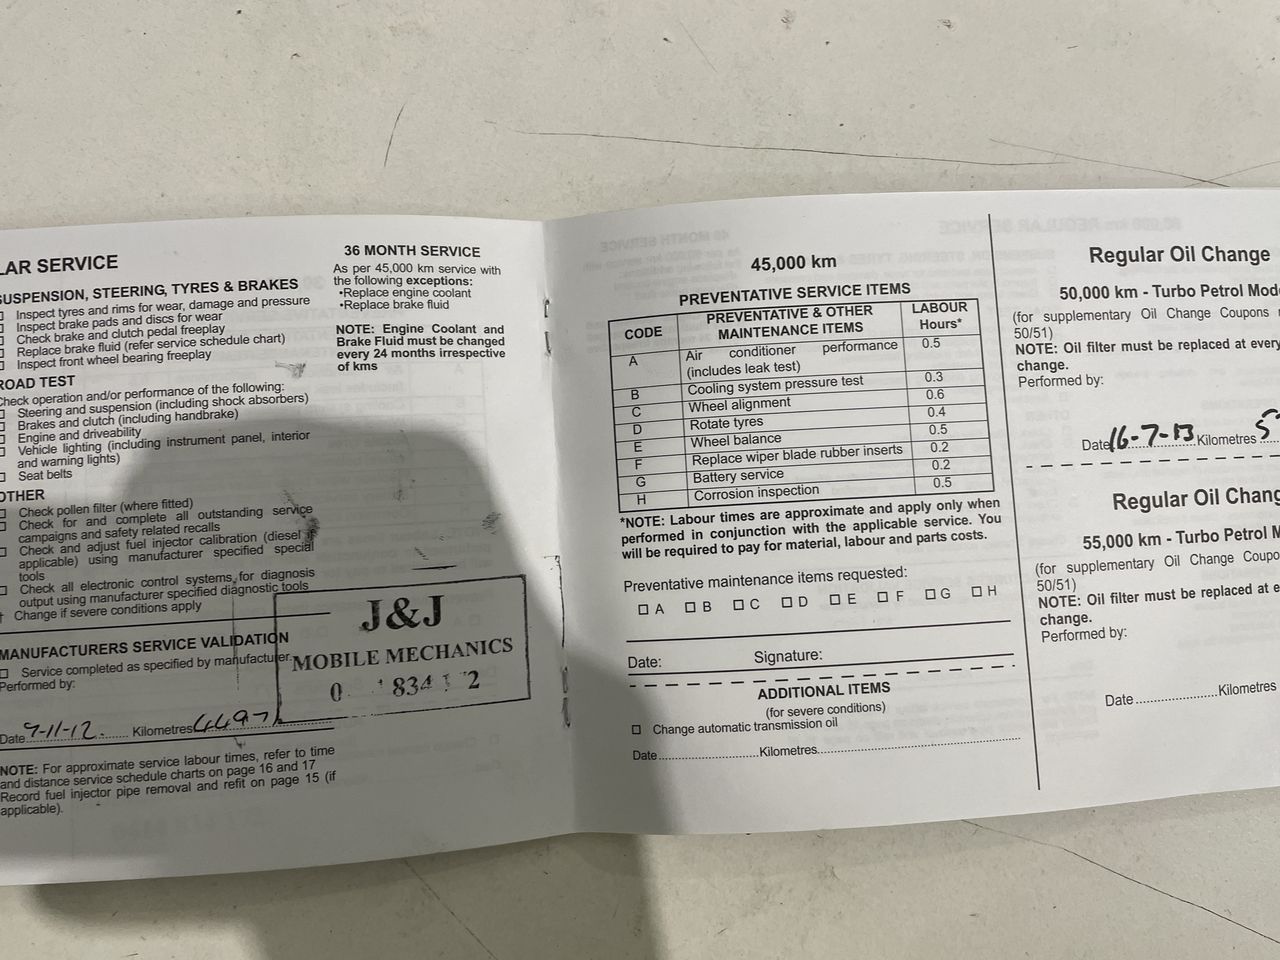 LAR SERVICE
SUSPENSION, STEERING, TYRES & BRAKES
Inspect tyres and rims for wear, damage and pressure
Inspect brake pads and discs for wear
Check brake and clutch pedal freeplay
Replace brake fluid (refer service schedule chart)
Inspect front wheel bearing freeplay
ROAD TEST
Check operation and/or performance of the following:
Steering and suspension (including shock absorbers)
Brakes and clutch (including handbrake)
Engine and driveability
Vehicle lighting (including instrument panel, interior
and warning lights)
Seat belts
OTHER
Check pollen filter (where fitted)
Check for and complete all outstanding service
campaigns and safety related recalls
Check and adjust fuel injector calibration (diesel if
applicable) using manufacturer specified special
tools
Check all electronic control systems for diagnosis
output using manufacturer specified diagnostic tools
† Change if severe conditions apply
MANUFACTURERS SERVICE VALIDATION
Service completed as specified by manufacturer.
Performed by:
Date 9-11-12. Kilometres 44971
NOTE: For approximate service labour times, refer to time
and distance service schedule charts on page 16 and 17
Record fuel injector pipe removal and refit on page 15 (if
applicable).
36 MONTH SERVICE
As per 45,000 km service with
the following exceptions:
•Replace engine coolant
•Replace brake fluid
NOTE: Engine Coolant and
Brake Fluid must be changed
every 24 months irrespective
of kms
J&J
MOBILE MECHANICS
0 834 2
45,000 km
PREVENTATIVE SERVICE ITEMS
CODE PREVENTATIVE & OTHER MAINTENANCE ITEMS LABOUR Hours*
A Air conditioner performance 0.5
(includes leak test)
B Cooling system pressure test 0.3
C Wheel alignment 0.6
D Rotate tyres 0.4
E Wheel balance 0.5
F Replace wiper blade rubber inserts 0.2
G Battery service 0.2
H Corrosion inspection 0.5
*NOTE: Labour times are approximate and apply only when
performed in conjunction with the applicable service. You
will be required to pay for material, labour and parts costs.
Preventative maintenance items requested:
A B C D E F G H
Date: Signature:
ADDITIONAL ITEMS
(for severe conditions)
Change automatic transmission oil
Date Kilometres
Regular Oil Change
50,000 km - Turbo Petrol Mode
(for supplementary Oil Change Coupons
50/51)
NOTE: Oil filter must be replaced at every
change.
Performed by:
Date 16-7-13 Kilometres 5
Regular Oil Chang
55,000 km - Turbo Petrol M
(for supplementary Oil Change Coupo
50/51)
NOTE: Oil filter must be replaced at e
change.
Performed by:
Date Kilometres